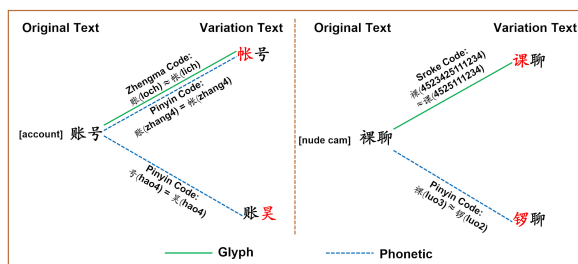 Original Text
Variation Text
Zhengma Code:
账(loch) ≈ 帐(lich)
Pinyin Code:
账(zhang4) = 帐(zhang4)
帐号
[account] 账号
Pinyin Code:
号(hao4) = 昊(hao4)
账昊
Original Text
Variation Text
Sroke Code:
裸(4523425111234)
≈课(4525111234)
课聊
[nude cam] 裸聊
Pinyin Code:
裸(luo3) ≈ 锣(luo2)
锣聊
Glyph
Phonetic